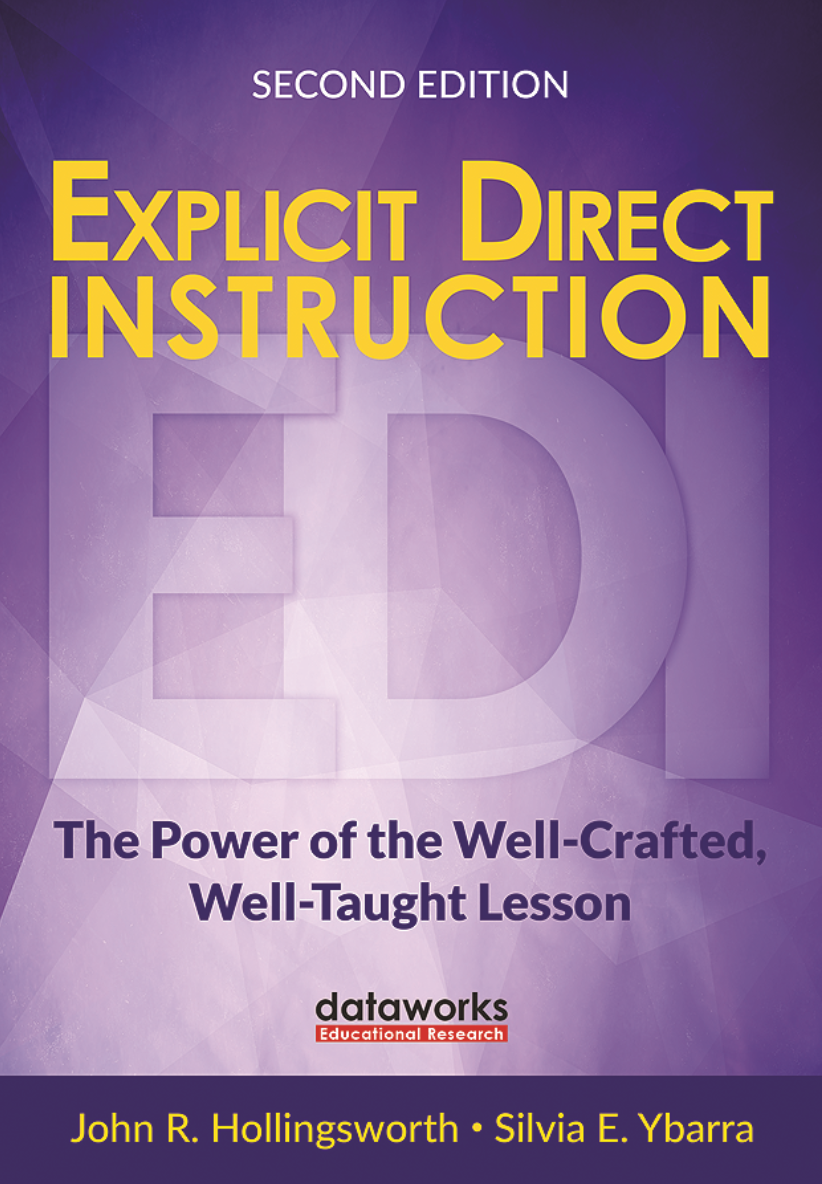 SECOND EDITION
EXPLICIT DIRECT
INSTRUCTION
EDI
The Power of the Well-Crafted,
Well-Taught Lesson
dataworks
Educational Research
John R. Hollingsworth • Silvia E. Ybarra